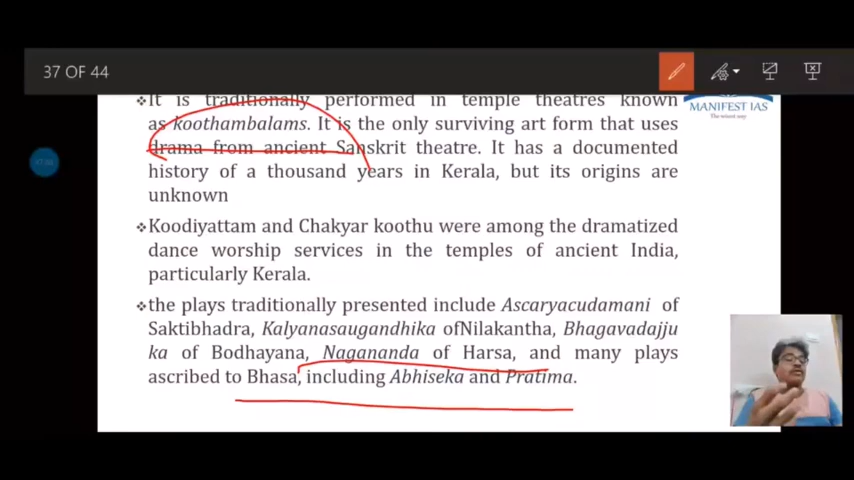 37 OF 44
MANIFEST IAS
The wisest way
❖It is traditionally performed in temple theatres known
as koothambalams. It is the only surviving art form that uses
drama from ancient Sanskrit theatre. It has a documented
history of a thousand years in Kerala, but its origins are
unknown
❖Koodiyattam and Chakyar koothu were among the dramatized
dance worship services in the temples of ancient India,
particularly Kerala.
❖the plays traditionally presented include Ascaryacudamani of
Saktibhadra, Kalyanasaugandhika ofNilakantha, Bhagavadajju
ka of Bodhayana, Nagananda of Harsa, and many plays
ascribed to Bhasa, including Abhiseka and Pratima.